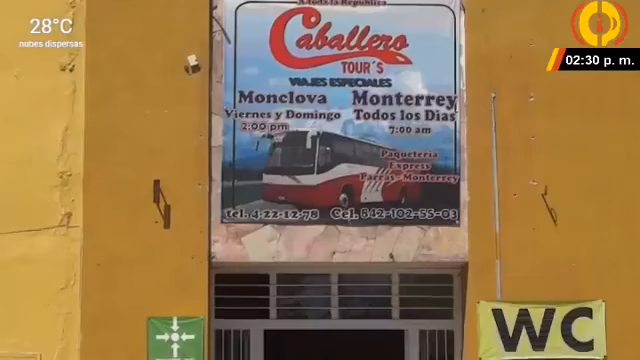 28°C
nubes dispersas
02:30 p. m.
A toda la República
Caballero
TOUR´S
VIAJES ESPECIALES
Monclova
Viernes y Domingo
2:00 pm
Monterrey
Todos los Dias
7:00 am
Paquetería
Express
Parras - Monterrey
tel. 4-22-12-78
Cel. 842-102-55-03
WC